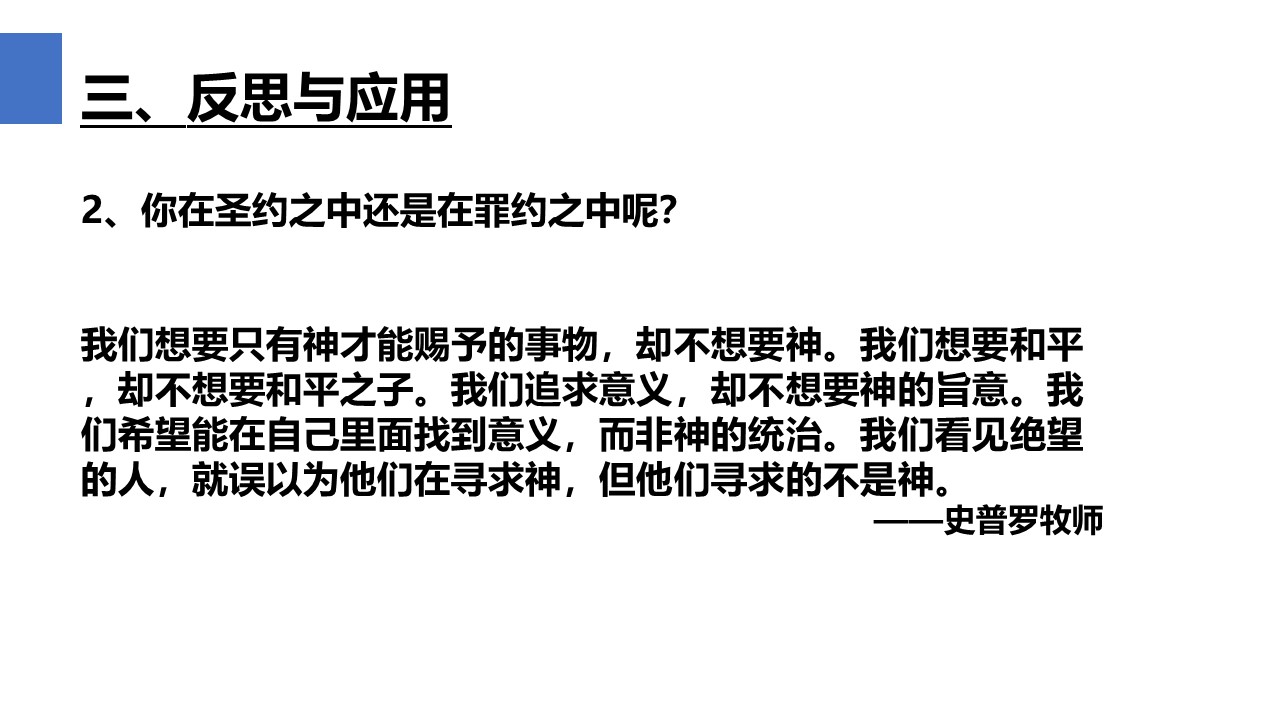 三、反思与应用
2、你在圣约之中还是在罪约之中呢？
我们想要只有神才能赐予的事物，却不想要神。我们想要和平
，却不想要和平之子。我们追求意义，却不想要神的旨意。我
们希望能在自己里面找到意义，而非神的统治。我们看见绝望
的人，就误以为他们在寻求神，但他们寻求的不是神。
——史普罗牧师